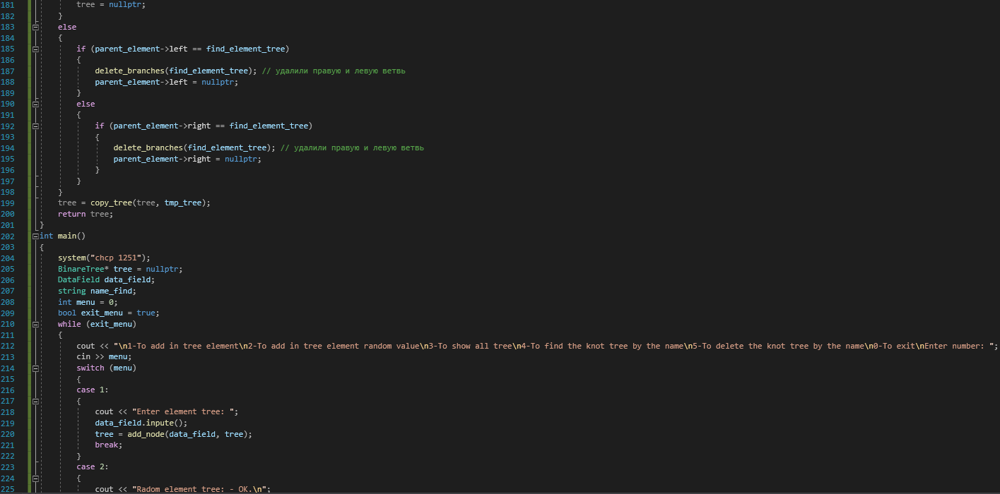 181 tree = nullptr;
182 }
183 else
184 {
185 if (parent_element->left == find_element_tree)
186 {
187 delete_branches(find_element_tree); // удалили правую и левую ветвь
188 parent_element->left = nullptr;
189 }
190 else
191 {
192 if (parent_element->right == find_element_tree)
193 {
194 delete_branches(find_element_tree); // удалили правую и левую ветвь
195 parent_element->right = nullptr;
196 }
197 }
198 }
199 tree = copy_tree(tree, tmp_tree);
200 return tree;
201 }
202 int main()
203 {
204 system("chcp 1251");
205 BinareTree* tree = nullptr;
206 DataField data_field;
207 string name_find;
208 int menu = 0;
209 bool exit_menu = true;
210 while (exit_menu)
211 {
212 cout << "\n1-To add in tree element\n2-To add in tree element random value\n3-To show all tree\n4-To find the knot tree by the name\n5-To delete the knot tree by the name\n0-To exit\nEnter number: ";
213 cin >> menu;
214 switch (menu)
215 {
216 case 1:
217 {
218 cout << "Enter element tree: ";
219 data_field.inpute();
220 tree = add_node(data_field, tree);
221 break;
222 }
223 case 2:
224 {
225 cout << "Radom element tree: - OK.\n";